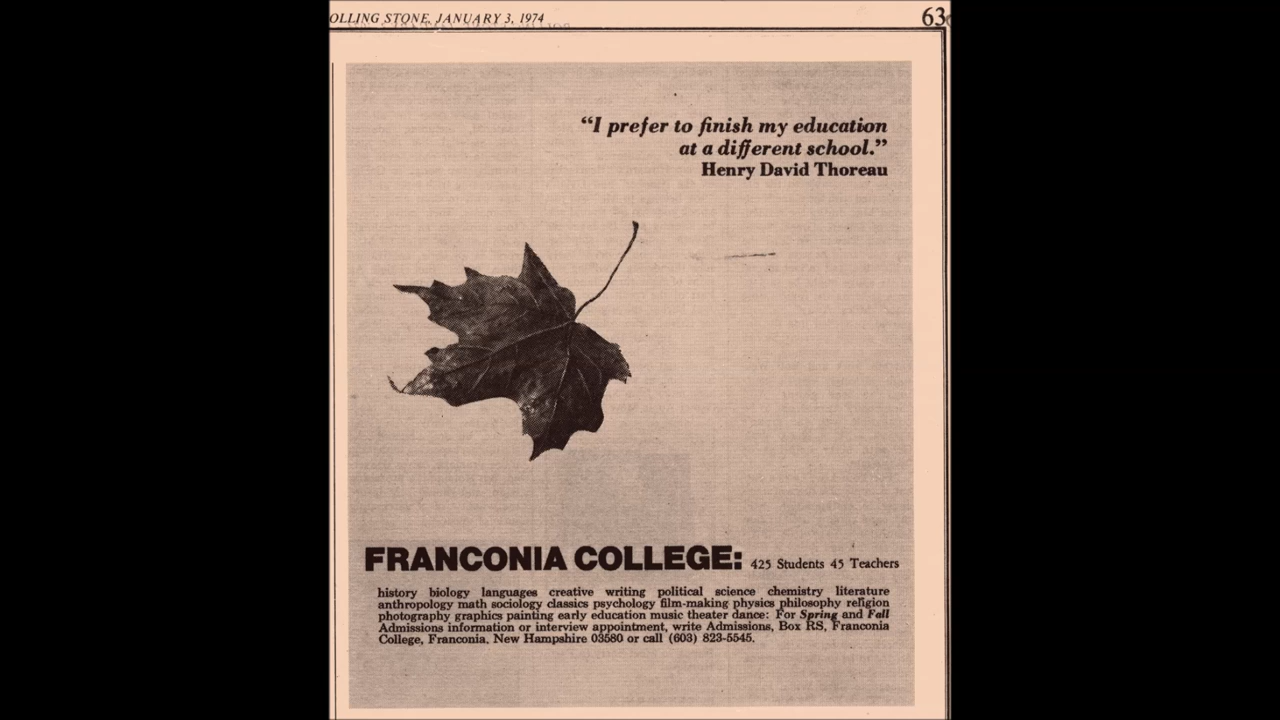 OLLING STONE, JANUARY 3, 1974
63
“I prefer to finish my education
at a different school.”
Henry David Thoreau
FRANCONIA COLLEGE: 425 Students 45 Teachers
history biology languages creative writing political science chemistry literature
anthropology math sociology classics psychology film-making physics philosophy religion
photography graphics painting early education music theater dance: For Spring and Fall
Admissions information or interview appointment, write Admissions, Box RS, Franconia
College, Franconia, New Hampshire 03580 or call (603) 823-5545.